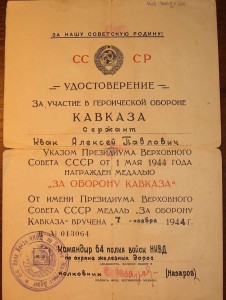 ЗА НАШУ СОВЕТСКУЮ РОДИНУ!
СС СР
УДОСТОВЕРЕНИЕ
ЗА УЧАСТИЕ В ГЕРОИЧЕСКОЙ ОБОРОНЕ
КАВКАЗА
Сержант
Квак Алексей Павлович
УКАЗОМ ПРЕЗИДИУМА ВЕРХОВНОГО
СОВЕТА СССР ОТ 1 МАЯ 1944 ГОДА
НАГРАЖДЕН МЕДАЛЬЮ
"ЗА ОБОРОНУ КАВКАЗА"
ОТ ИМЕНИ ПРЕЗИДИУМА ВЕРХОВНОГО
СОВЕТА СССР МЕДАЛЬ „ЗА ОБОРОНУ
КАВКАЗА" ВРУЧЕНА „7" ноября 1944 г.
№ 013064
Командир 64 полка войск НКВД
по охране железных дорог
полковник (Назаров)